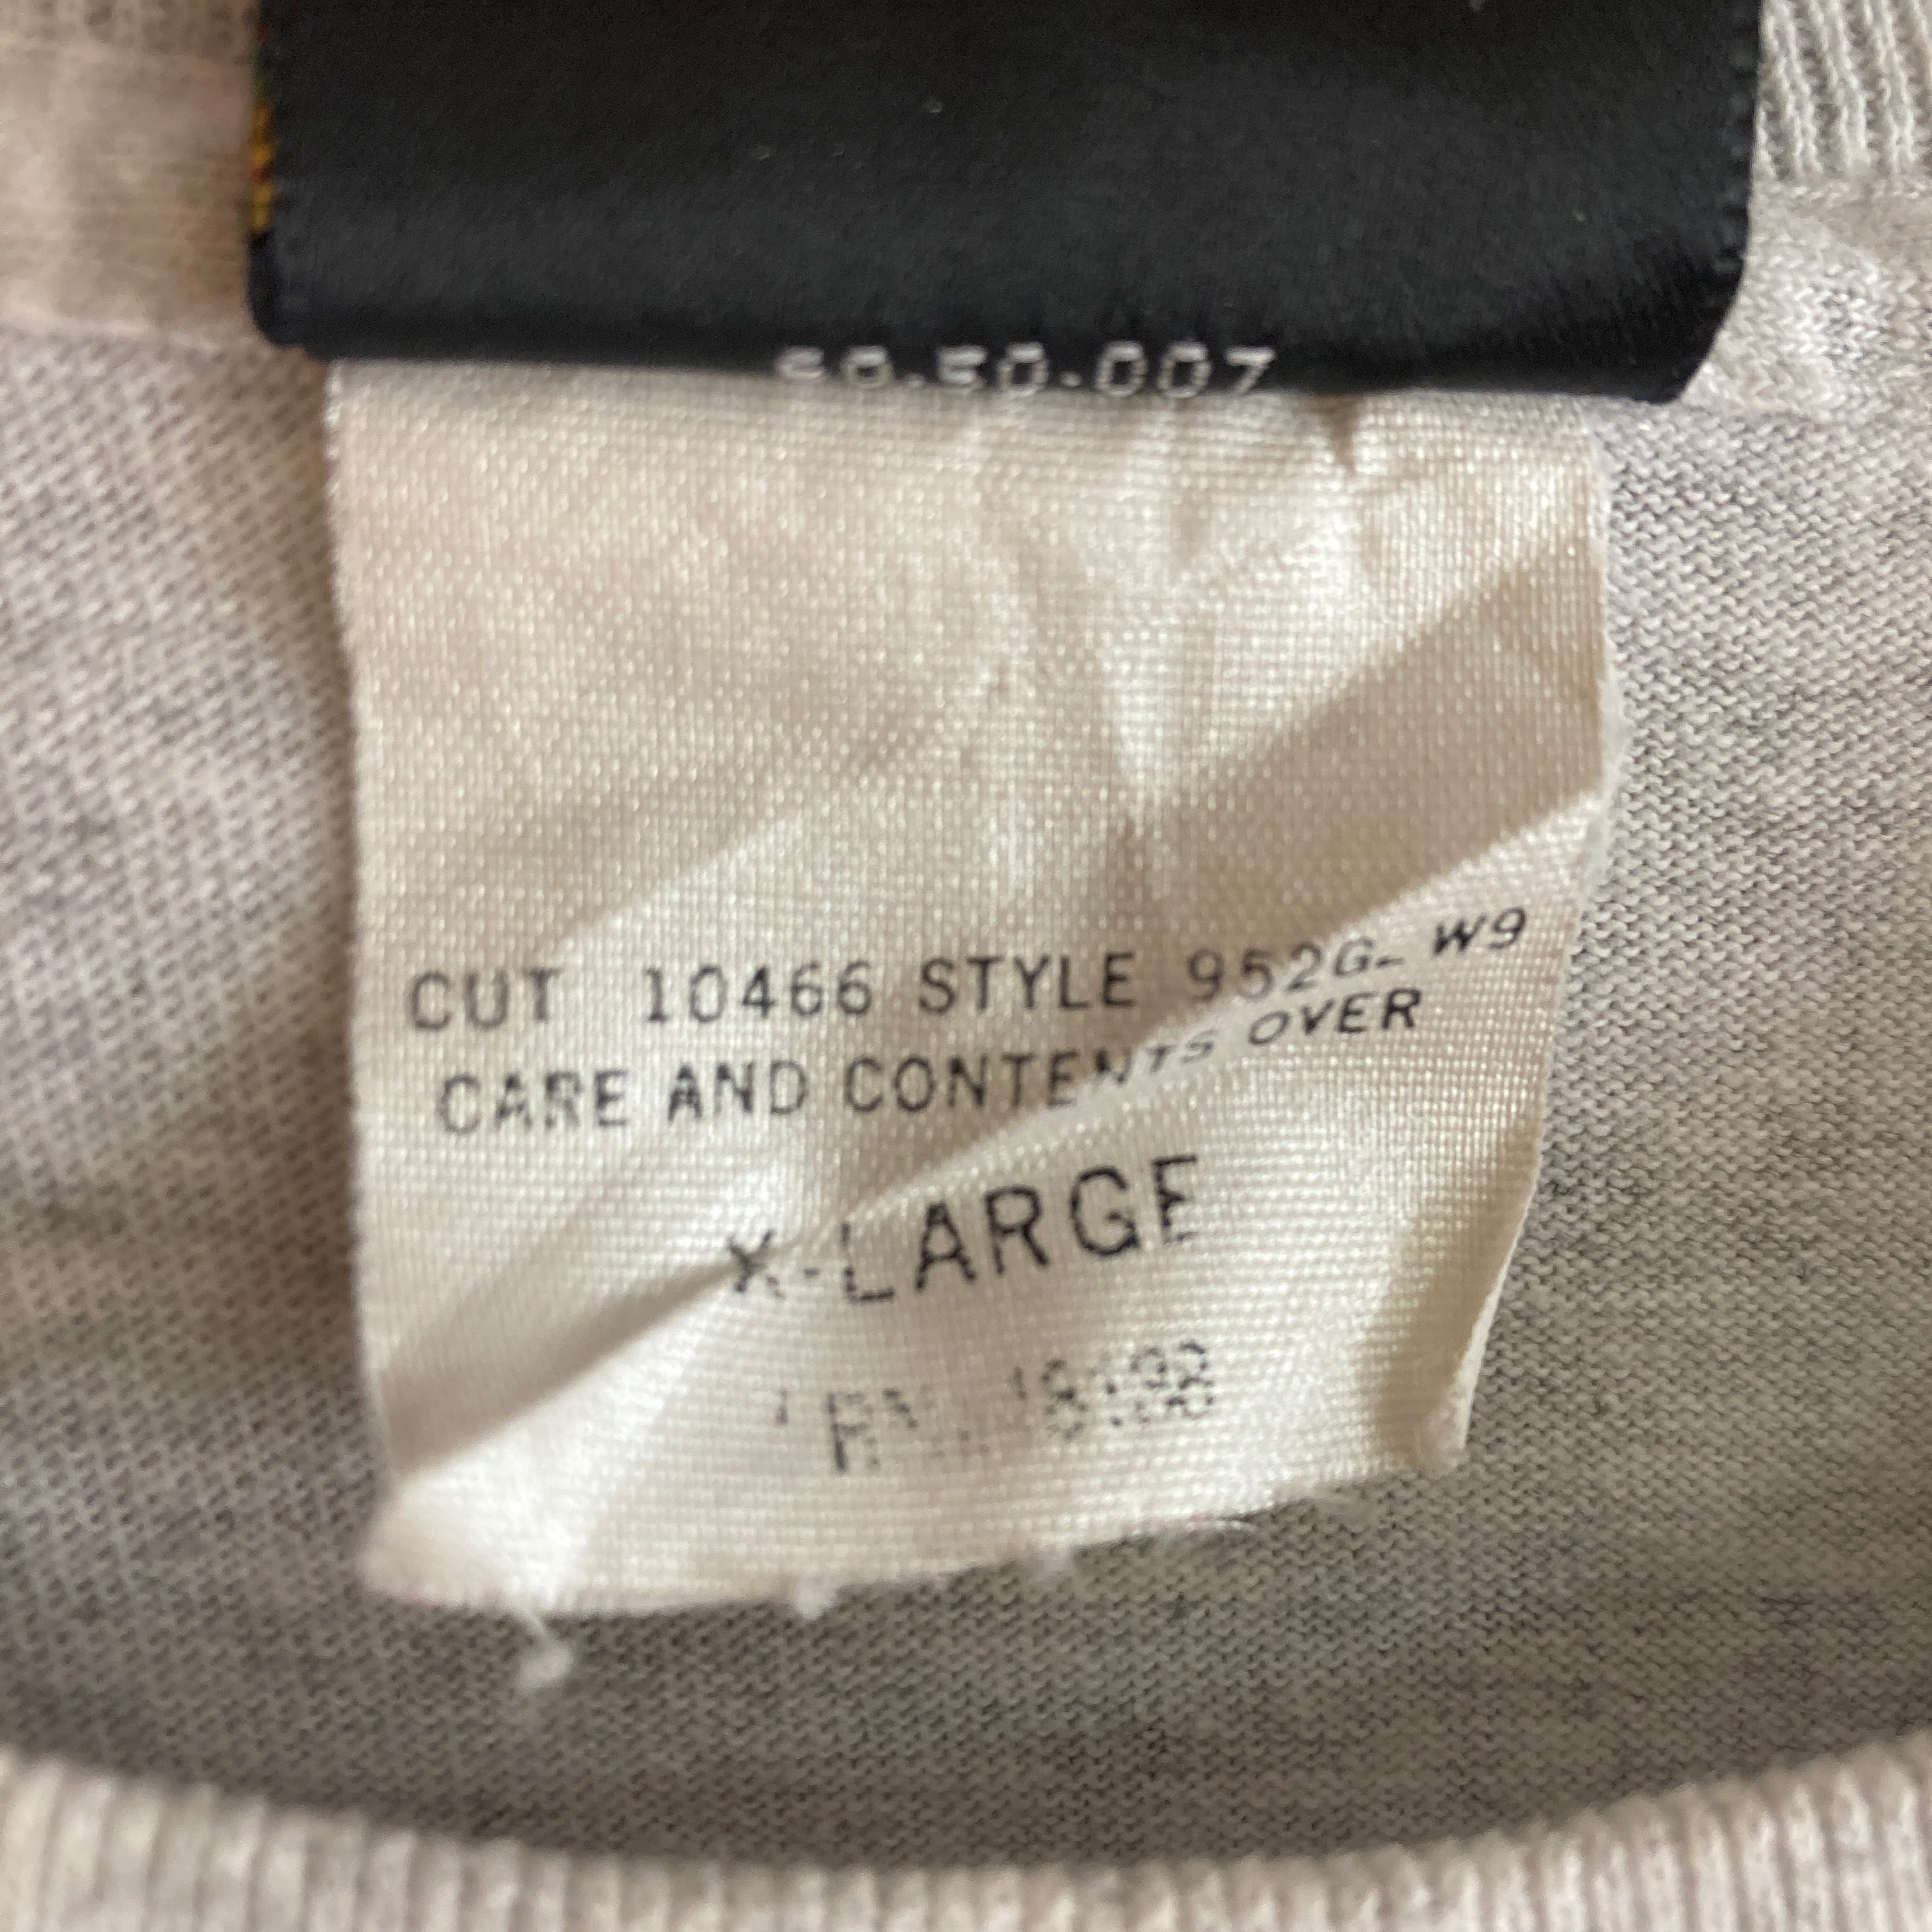 CUT 10466 STYLE 952G- W9
CARE AND CONTENTS OVER
X-LARGE